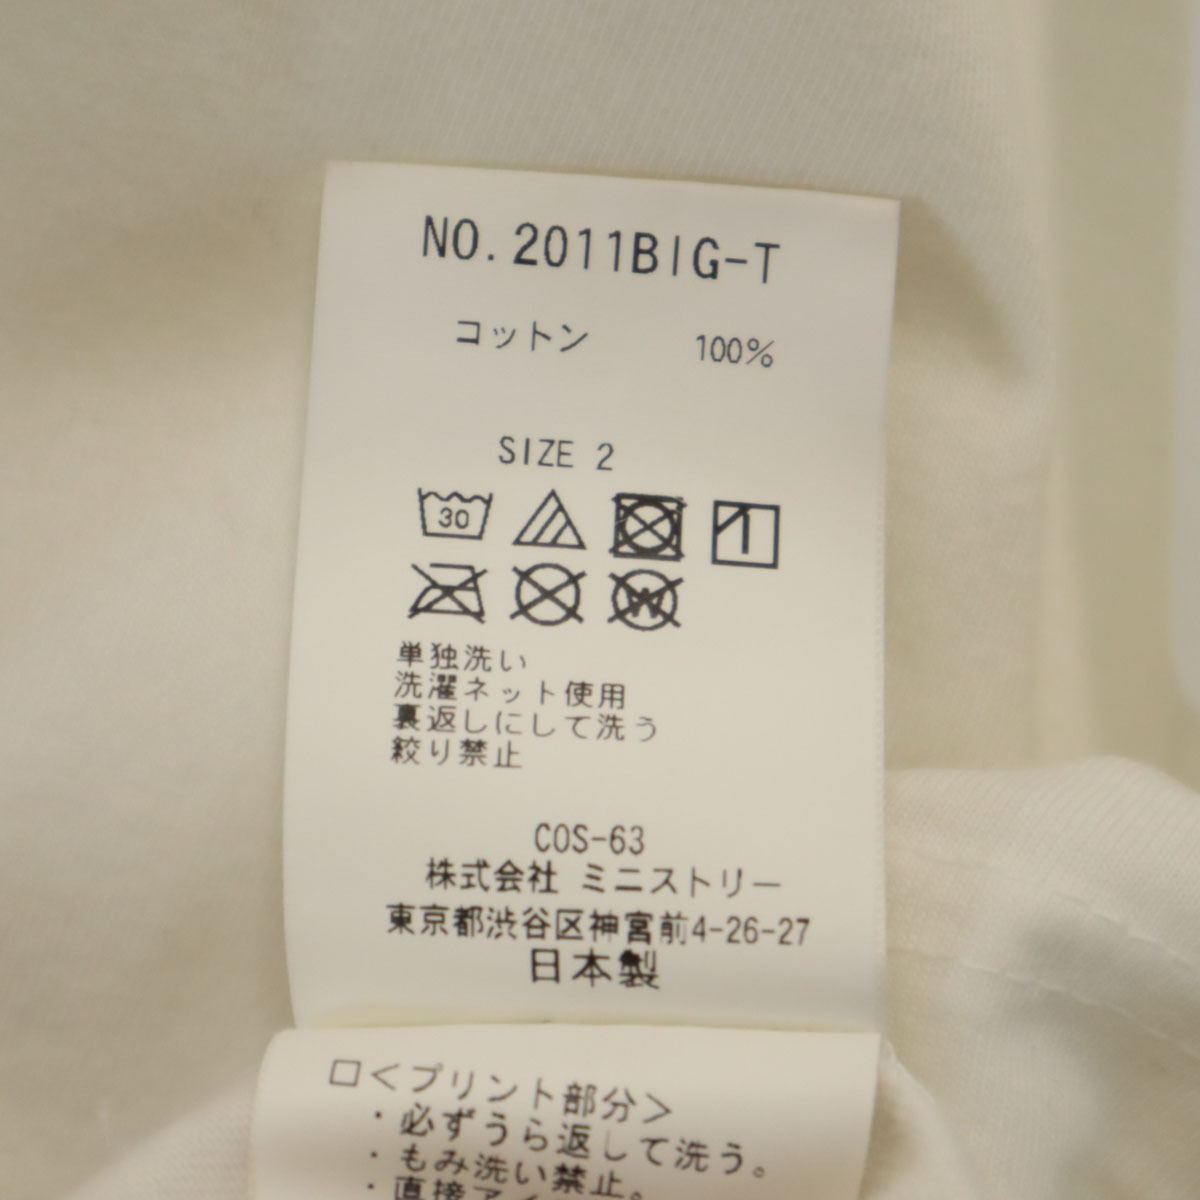 NO.2011BIG-T
コットン 100%
SIZE 2
30
W
単独洗い
洗濯ネット使用
裏返しにして洗う
絞り禁止
COS-63
株式会社 ミニストリー
東京都渋谷区神宮前4-26-27
日本製
□<プリント部分>
・必ずうら返して洗う。
・もみ洗い禁止。
・直接アイ